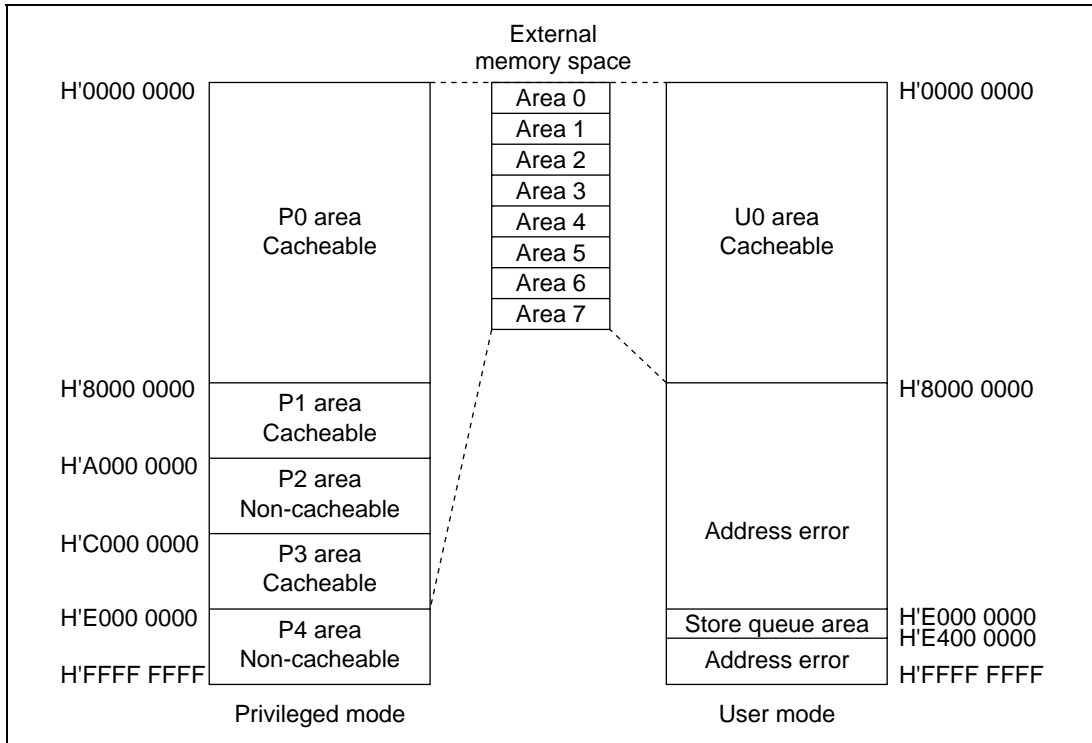 External
memory space
H'0000 0000
Area 0
H'0000 0000
Area 1
Area 2
Area 3
P0 area
Cacheable
Area 4
U0 area
Cacheable
Area 5
Area 6
Area 7
H'8000 0000
H'8000 0000
P1 area
Cacheable
H'A000 0000
P2 area
Non-cacheable
H'C000 0000
Address error
P3 area
Cacheable
H'E000 0000
P4 area
Non-cacheable
Store queue area
H'E000 0000
H'E400 0000
Address error
H'FFFF FFFF
H'FFFF FFFF
Privileged mode
User mode